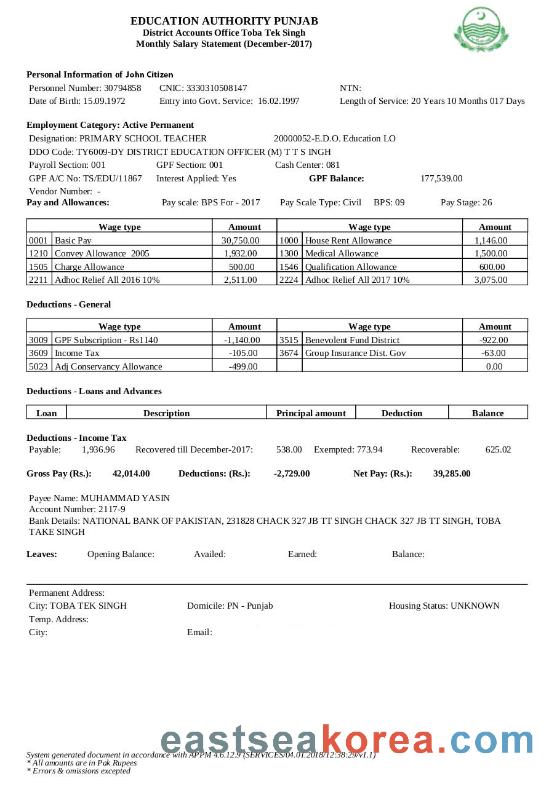 EDUCATION AUTHORITY PUNJAB
District Accounts Office Toba Tek Singh
Monthly Salary Statement (December-2017)
Personal Information of John Citizen
Personnel Number: 30794858 CNIC: 3330310508147 NTN:
Date of Birth: 15.09.1972 Entry into Govt. Service: 16.02.1997 Length of Service: 20 Years 10 Months 017 Days
Employment Category: Active Permanent
Designation: PRIMARY SCHOOL TEACHER 20000052-E.D.O. Education LO
DDO Code: TY6009-DY DISTRICT EDUCATION OFFICER (M) T T S INGH
Payroll Section: 001 GPF Section: 001 Cash Center: 081
GPF A/C No: TS/EDU/11867 Interest Applied: Yes GPF Balance: 177,539.00
Vendor Number: -
Pay and Allowances: Pay scale: BPS For - 2017 Pay Scale Type: Civil BPS: 09 Pay Stage: 26
Wage type Amount Wage type Amount
0001 Basic Pay 30,750.00 1000 House Rent Allowance 1,146.00
1210 Convey Allowance 2005 1,932.00 1300 Medical Allowance 1,500.00
1505 Charge Allowance 500.00 1546 Qualification Allowance 600.00
2211 Adhoc Relief All 2016 10% 2,511.00 2224 Adhoc Relief All 2017 10% 3,075.00
Deductions - General
Wage type Amount Wage type Amount
3009 GPF Subscription - Rs1140 -1,140.00 3515 Benevolent Fund District -922.00
3609 Income Tax -105.00 3674 Group Insurance Dist. Gov -63.00
5023 Adj Conservancy Allowance -499.00 0.00
Deductions - Loans and Advances
Loan Description Principal amount Deduction Balance
Deductions - Income Tax
Payable: 1,936.96 Recovered till December-2017: 538.00 Exempted: 773.94 Recoverable: 625.02
Gross Pay (Rs.): 42,014.00 Deductions: (Rs.): -2,729.00 Net Pay: (Rs.): 39,285.00
Payee Name: MUHAMMAD YASIN
Account Number: 2117-9
Bank Details: NATIONAL BANK OF PAKISTAN, 231828 CHACK 327 JB TT SINGH CHACK 327 JB TT SINGH, TOBA
TAKE SINGH
Leaves: Opening Balance: Availed: Earned: Balance:
Permanent Address:
City: TOBA TEK SINGH Domicile: PN - Punjab Housing Status: UNKNOWN
Temp. Address:
City: Email:
eastseakorea.com
System generated document in accordance with APPM 4.6.12.9 (SERVICES/04.01.2018/12:38:29/v1.1)
* All amounts are in Pak Rupees
* Errors & omissions excepted